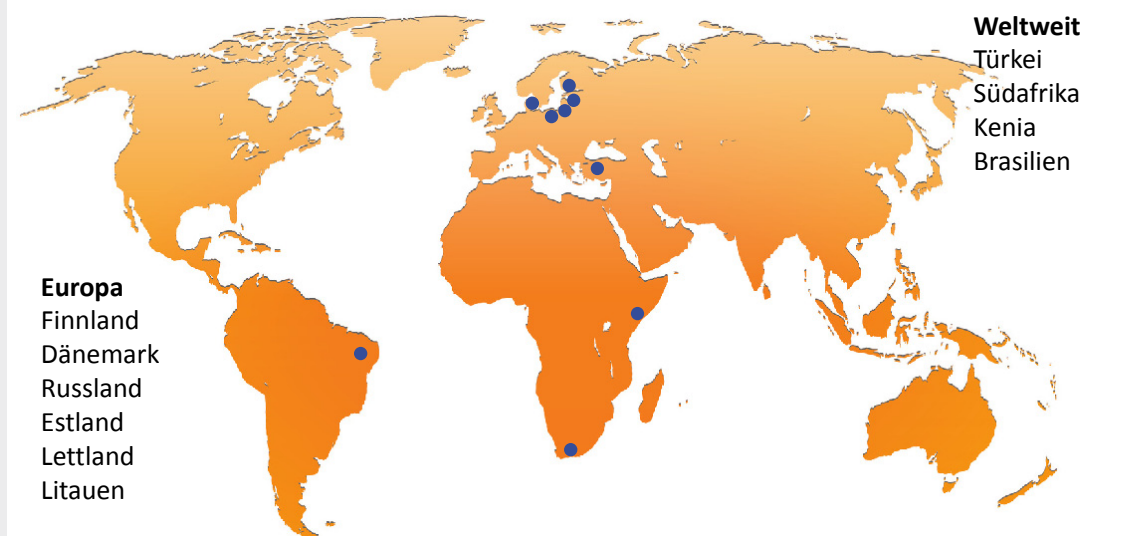 Weltweit
Türkei
Südafrika
Kenia
Brasilien
Europa
Finnland
Dänemark
Russland
Estland
Lettland
Litauen